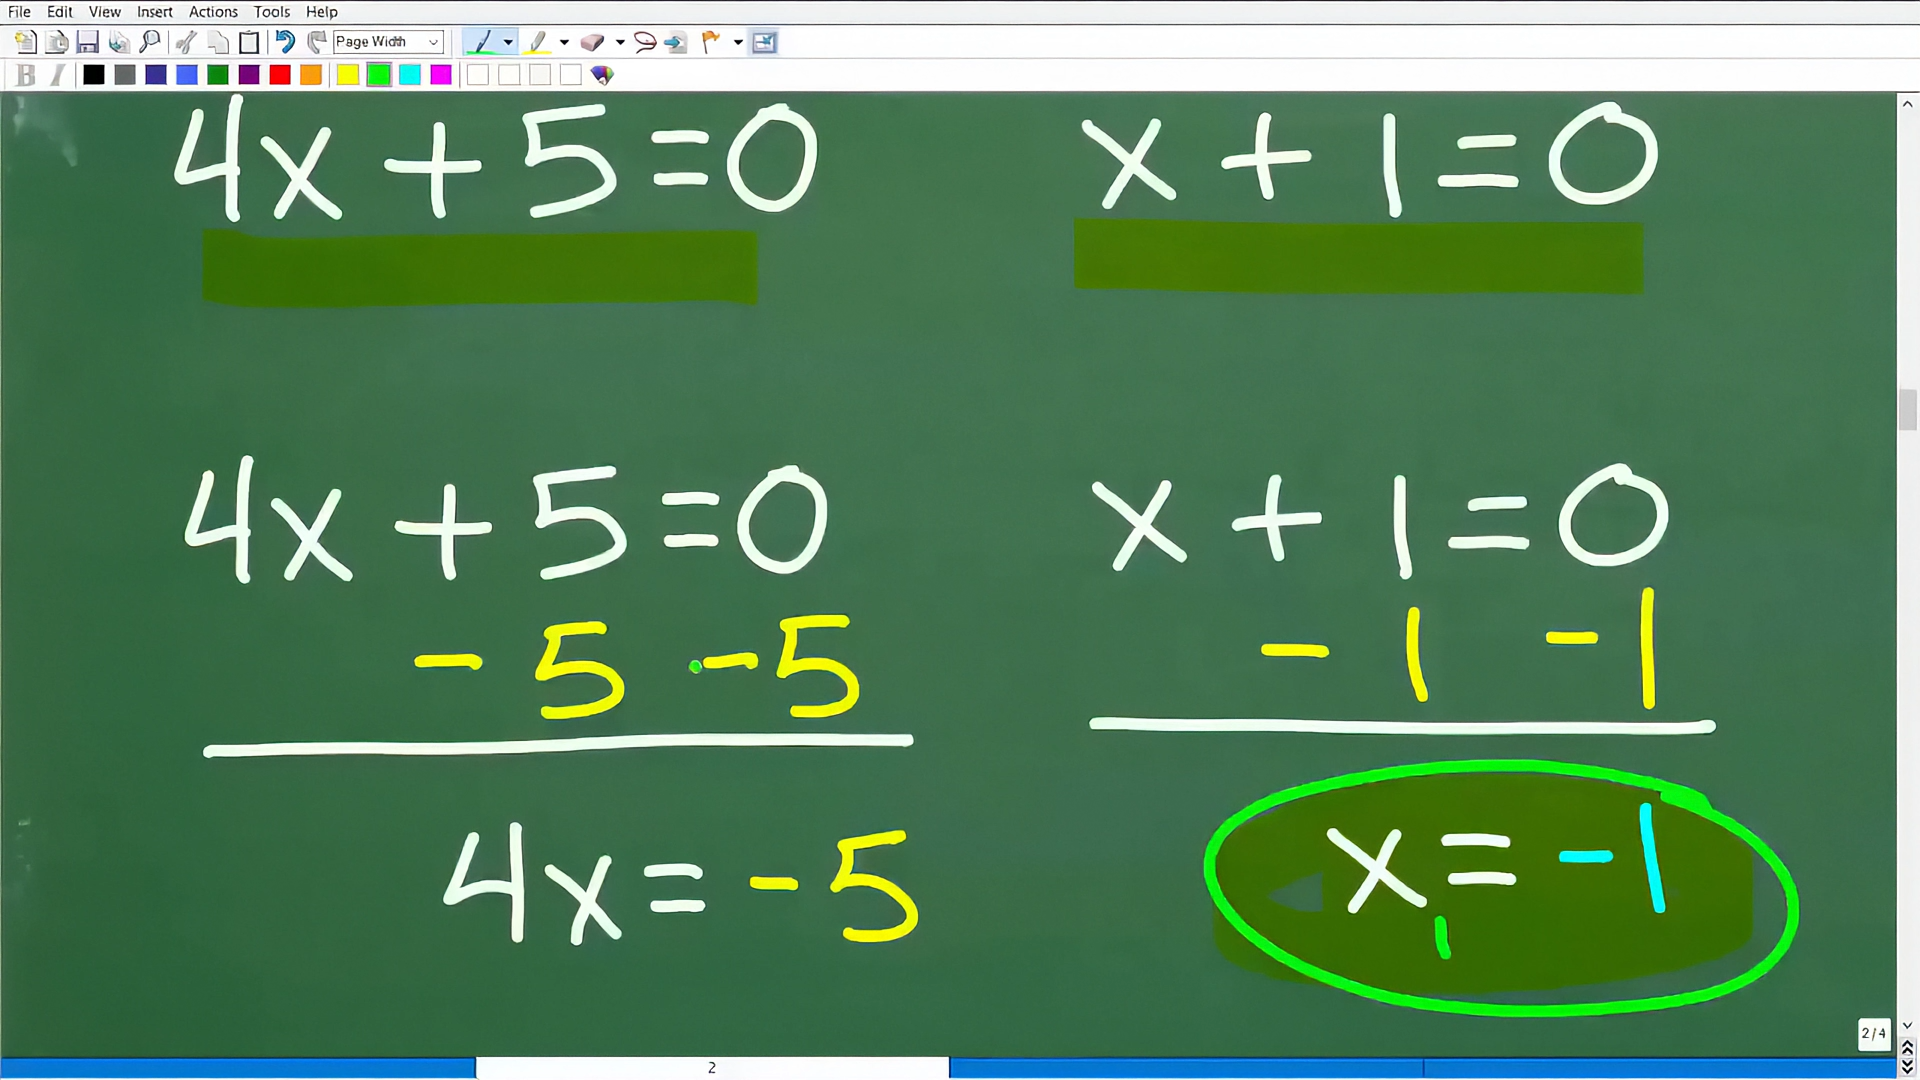 File Edit View Insert Actions Tools Help
Page Width
B I
4x + 5 = 0
x + 1 = 0
4x + 5 = 0
- 5 - 5
4x = - 5
x + 1 = 0
- 1 - 1
x₁ = - 1
2/4
2